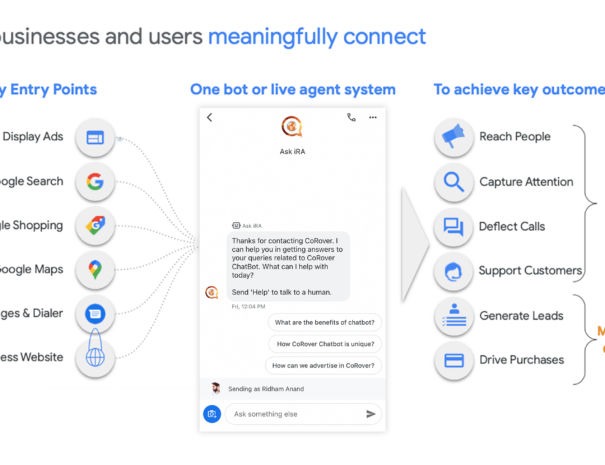 businesses and users meaningfully connect
y Entry Points
One bot or live agent system
To achieve key outcome
Display Ads
oogle Search
le Shopping
Google Maps
ges & Dialer
ess Website
Ask iRA
Ask iRA
Thanks for contacting CoRover. I
can help you in getting answers to
your queries related to CoRover
ChatBot. What can I help with
today?
Send 'Help' to talk to a human.
Fri, 12:04 PM
What are the benefits of chatbot?
How CoRover Chatbot is unique?
How can we advertise in CoRover?
Sending as Ridham Anand
Ask something else
Reach People
Capture Attention
Deflect Calls
Support Customers
Generate Leads
Drive Purchases
M